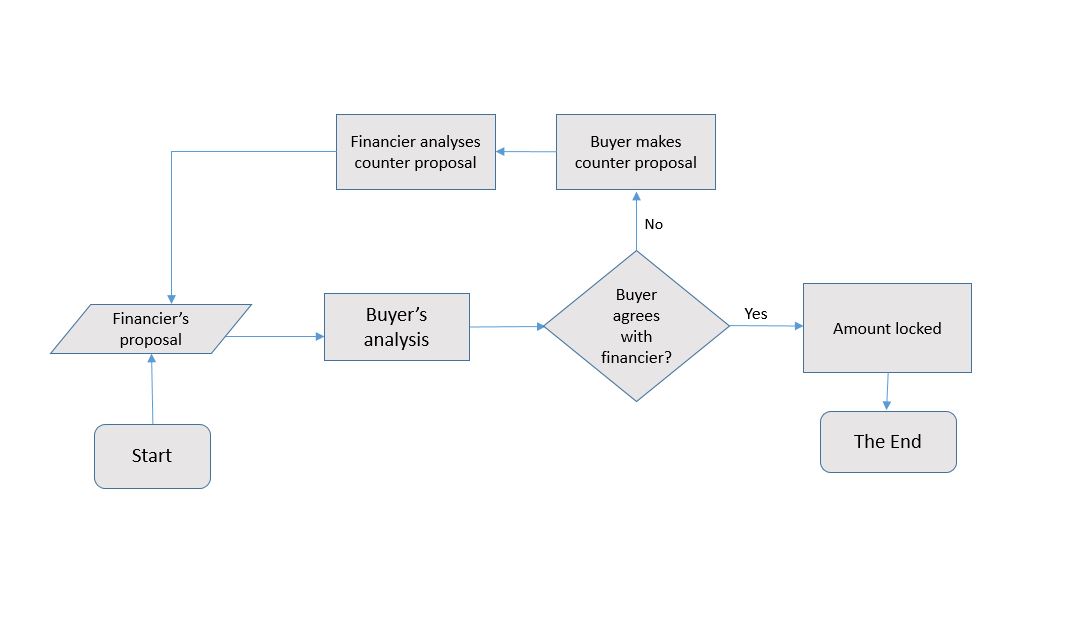 Financier analyses
counter proposal
Buyer makes
counter proposal
No
Financier’s
proposal
Buyer’s
analysis
Buyer
agrees
with
financier?
Yes
Amount locked
Start
The End